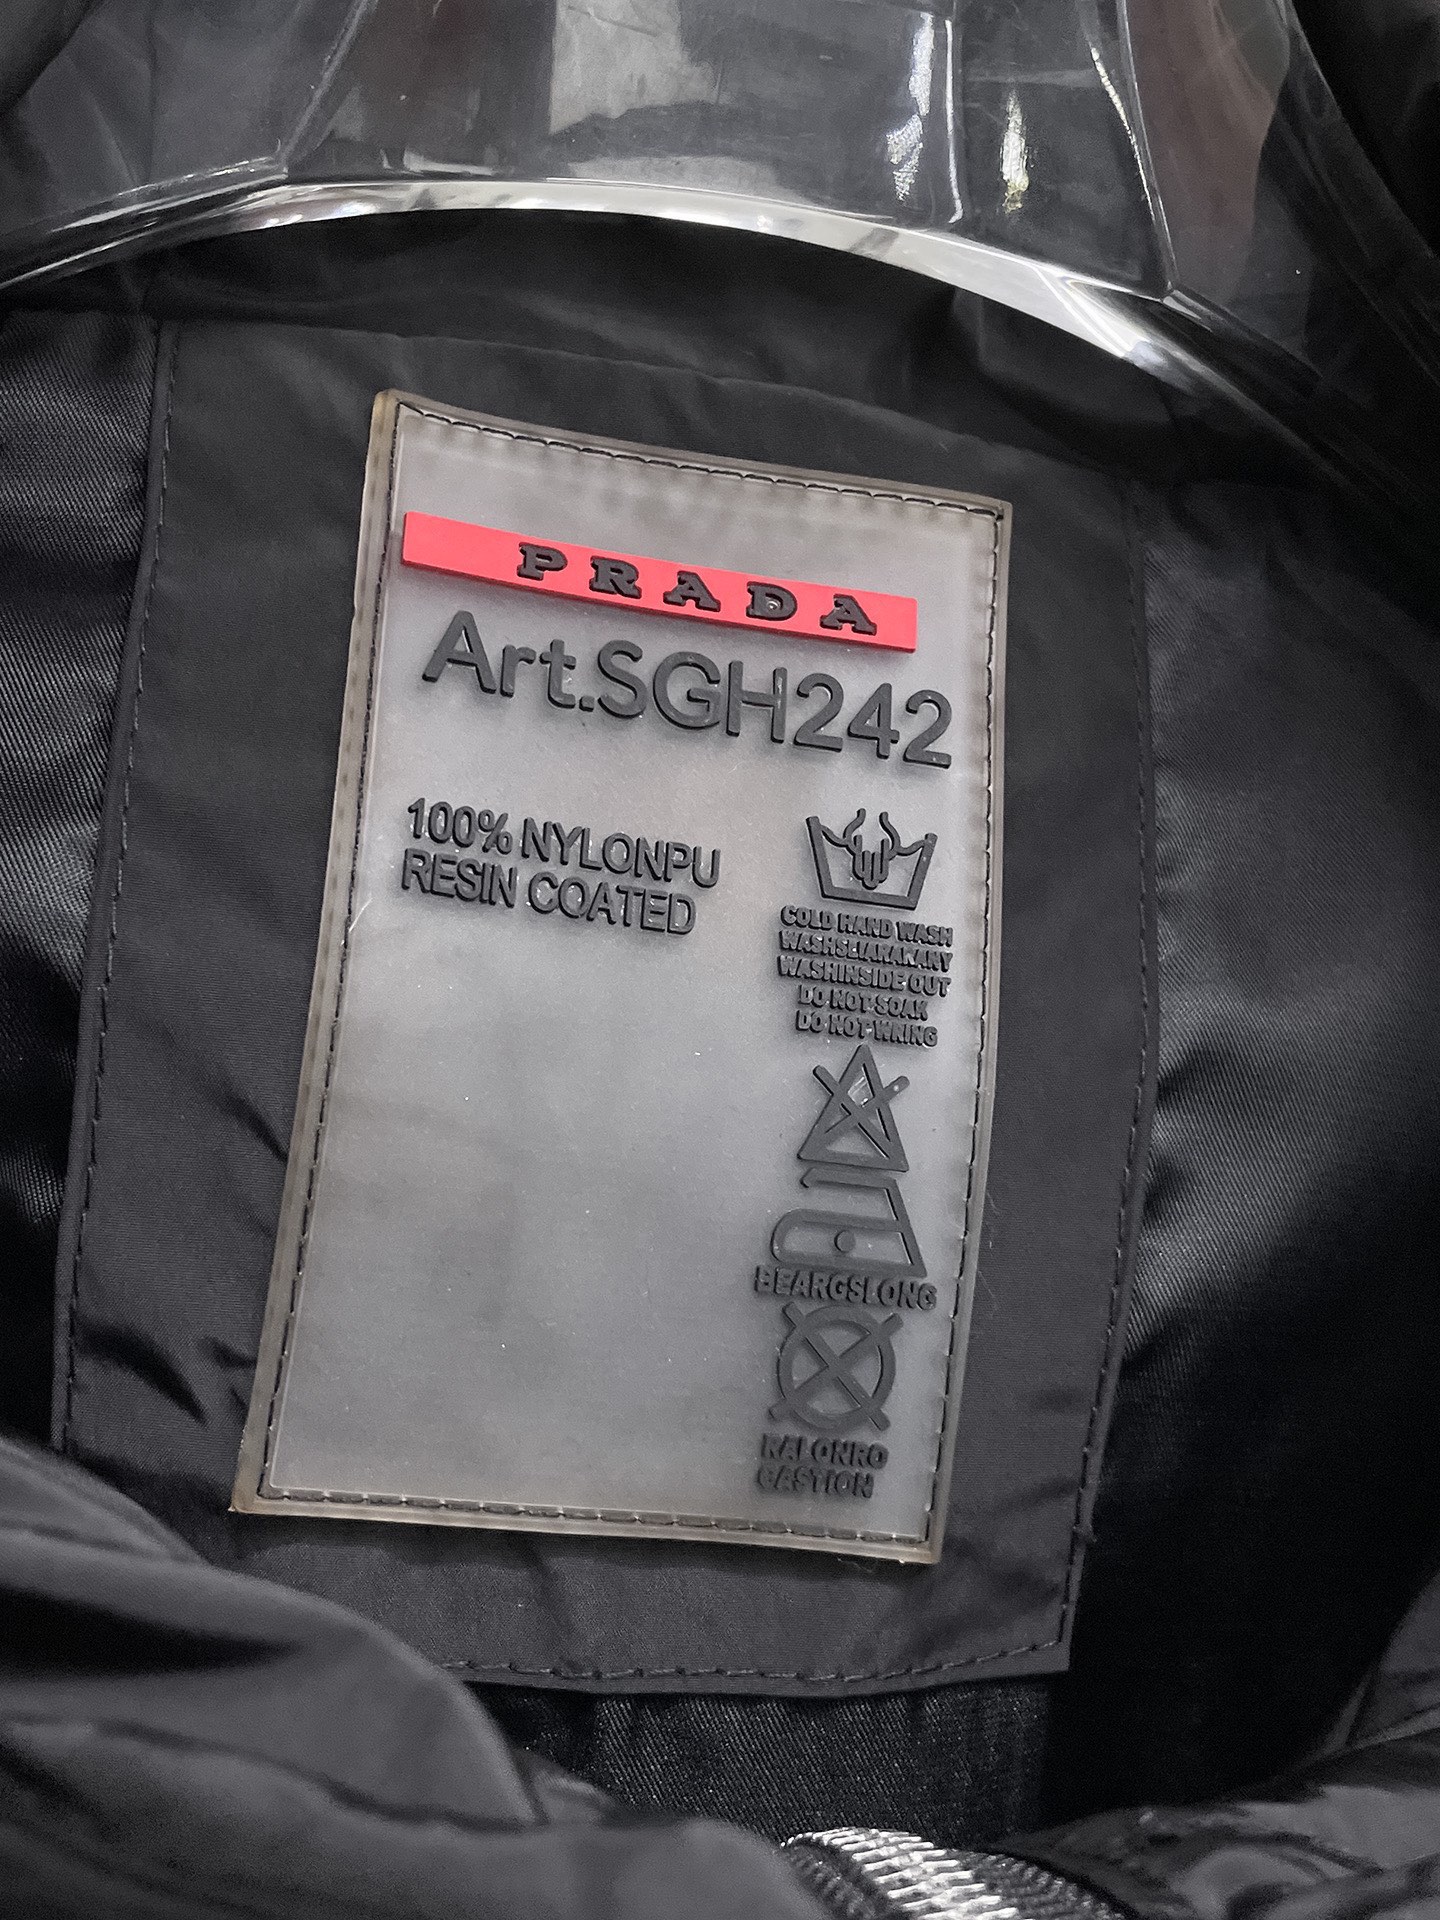 PRADA
Art.SGH242
100% NYLONPU
RESIN COATED
COLD HAND WASH
WASHINSIDE OUT
DO NOT SOAK
DO NOT WRING
BEARGSLONG
KALONRO
GASTION